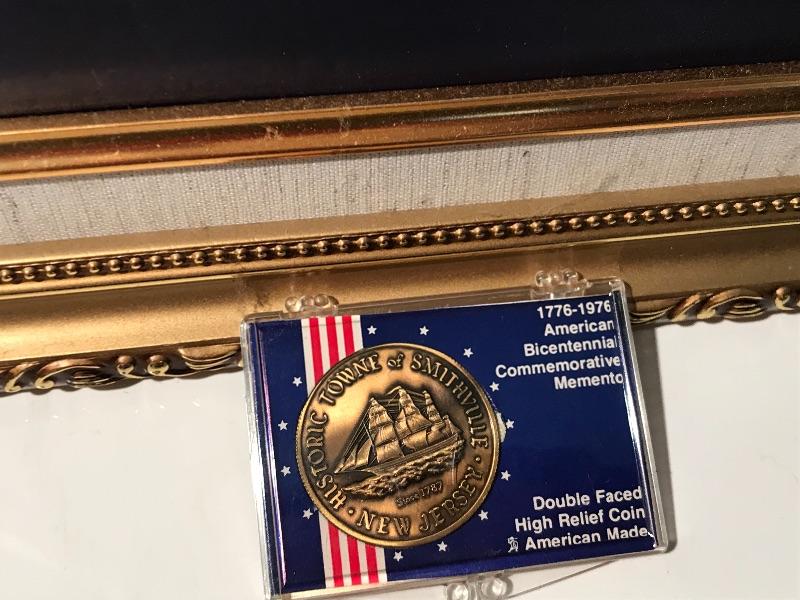 1776-1976
American
Bicentennial
Commemorative
Memento
HISTORIC TOWNE of SMITHVILLE
Since 1787
· NEW JERSEY ·
Double Faced
High Relief Coin
American Made